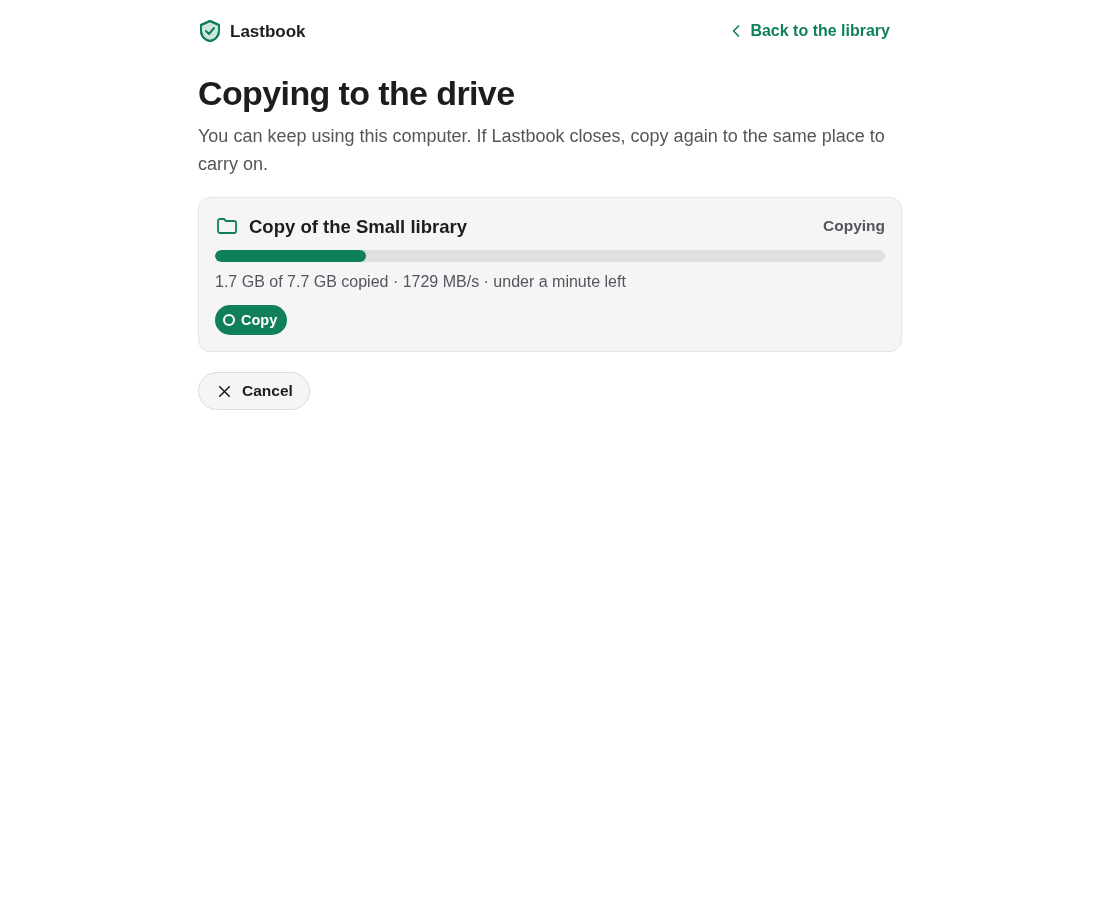 Lastbook
Back to the library
Copying to the drive
You can keep using this computer. If Lastbook closes, copy again to the same place to
carry on.
Copy of the Small library
Copying
1.7 GB of 7.7 GB copied · 1729 MB/s · under a minute left
Copy
Cancel